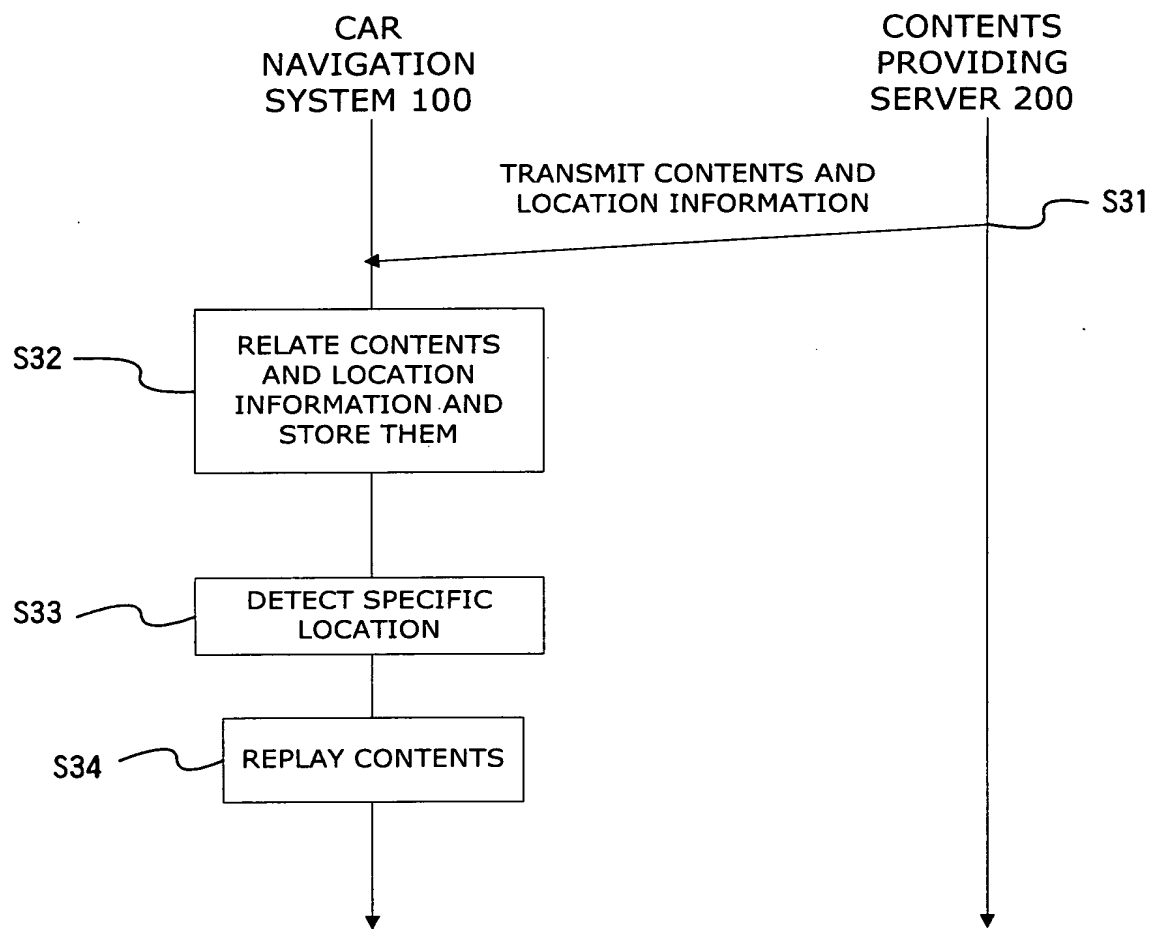 CAR
NAVIGATION
SYSTEM 100
CONTENTS
PROVIDING
SERVER 200
TRANSMIT CONTENTS AND
LOCATION INFORMATION
S31
S32
RELATE CONTENTS
AND LOCATION
INFORMATION AND
STORE THEM
S33
DETECT SPECIFIC
LOCATION
S34
REPLAY CONTENTS